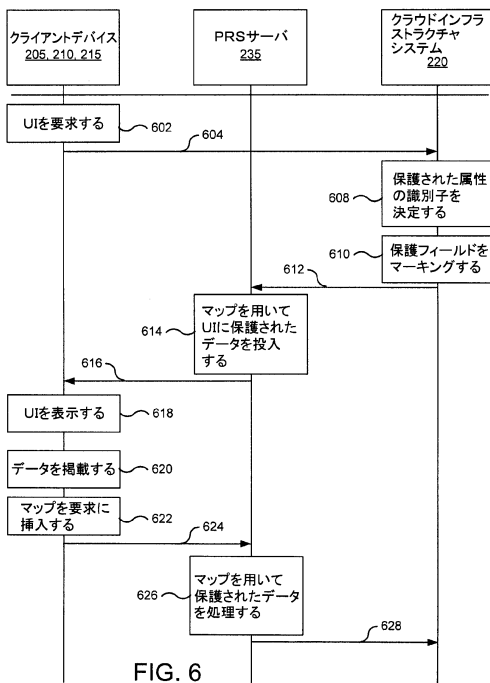 クライアントデバイス
205, 210, 215
PRSサーバ
235
クラウドインフラ
ストラクチャ
システム
220
UIを要求する
602
604
保護された属性
の識別子を
決定する
608
保護フィールドを
マーキングする
610
612
マップを用いて
UIに保護された
データを投入
する
614
616
UIを表示する
618
データを掲載する
620
マップを要求に
挿入する
622
624
マップを用いて
保護されたデータ
を処理する
626
628
FIG. 6